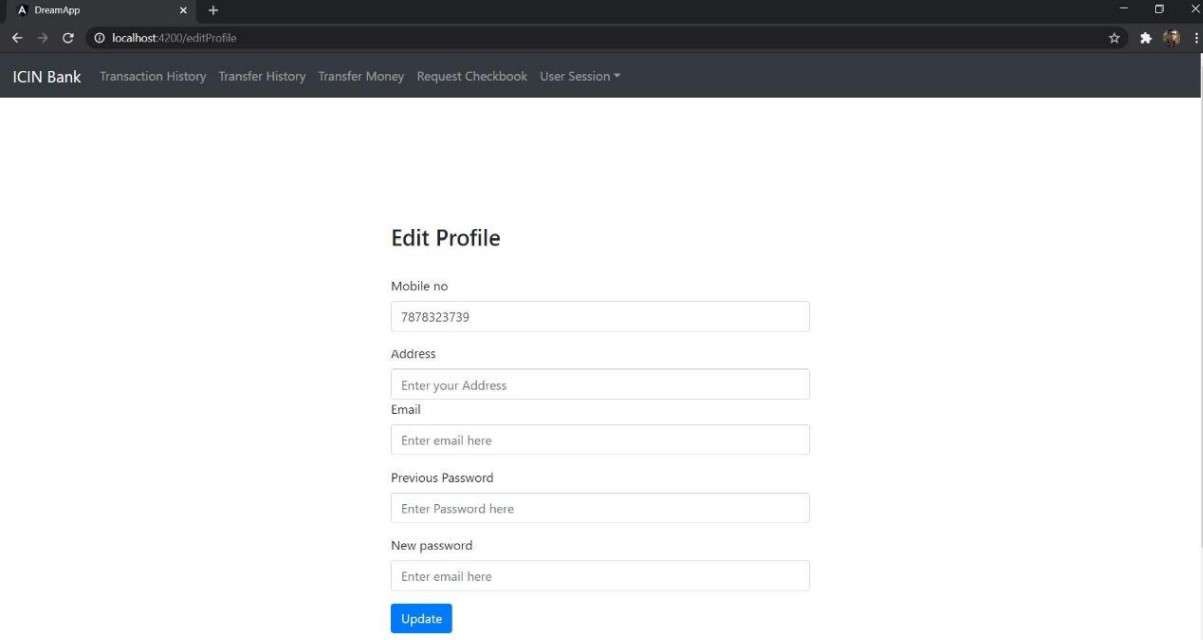 DreamApp
localhost:4200/editProfile
ICIN Bank Transaction History Transfer History Transfer Money Request Checkbook User Session
Edit Profile
Mobile no
7878323739
Address
Enter your Address
Email
Enter email here
Previous Password
Enter Password here
New password
Enter email here
Update